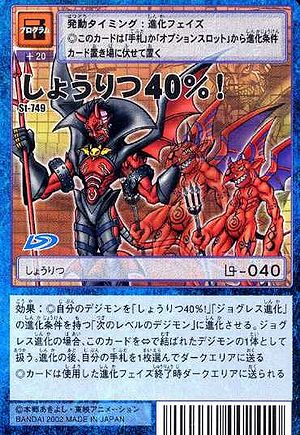 プログラム
発動タイミング：進化フェイズ
◎このカードは「手札」か「オプションスロット」から進化条件
カード置き場に伏せて置く
+20
しょうりつ40%!
St-749
しょうりつ
-040
効果：◎自分のデジモンを「しょうりつ40%!」「ジョグレス進化」
の進化条件を持つ「次のレベルのデジモン」に進化させる。ジョグ
レス進化の場合、このカードを⇔で結ばれたデジモンの1体として
扱う。進化の後、自分の手札を1枚選んでダークエリアに送る
◎カードは使用した進化フェイズ終了時ダークエリアに送られる
©本郷あきよし・東映アニメーション
BANDAI 2002 MADE IN JAPAN